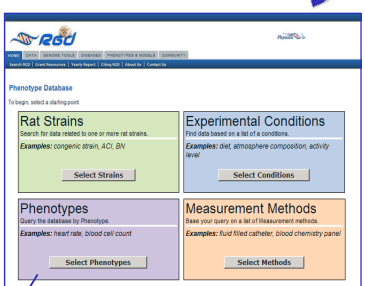 RGD
HOME DATA GENOME TOOLS DISEASES PHENOTYPES & MODELS COMMUNITY
Search RGD | Grant Resources | Yearly Report | Citing RGD | About Us | Contact Us
Phenotype Database
To begin, select a starting point
Rat Strains
Search for data related to one or more rat strains.
Examples: congenic strain, ACI, BN
Select Strains
Experimental Conditions
Find data based on a list of a conditions.
Examples: diet, atmosphere composition, activity
level
Select Conditions
Phenotypes
Query the database by Phenotype.
Examples: heart rate, blood cell count
Select Phenotypes
Measurement Methods
Base your query on a list of Measurement methods.
Examples: fluid filled catheter, blood chemistry panel
Select Methods